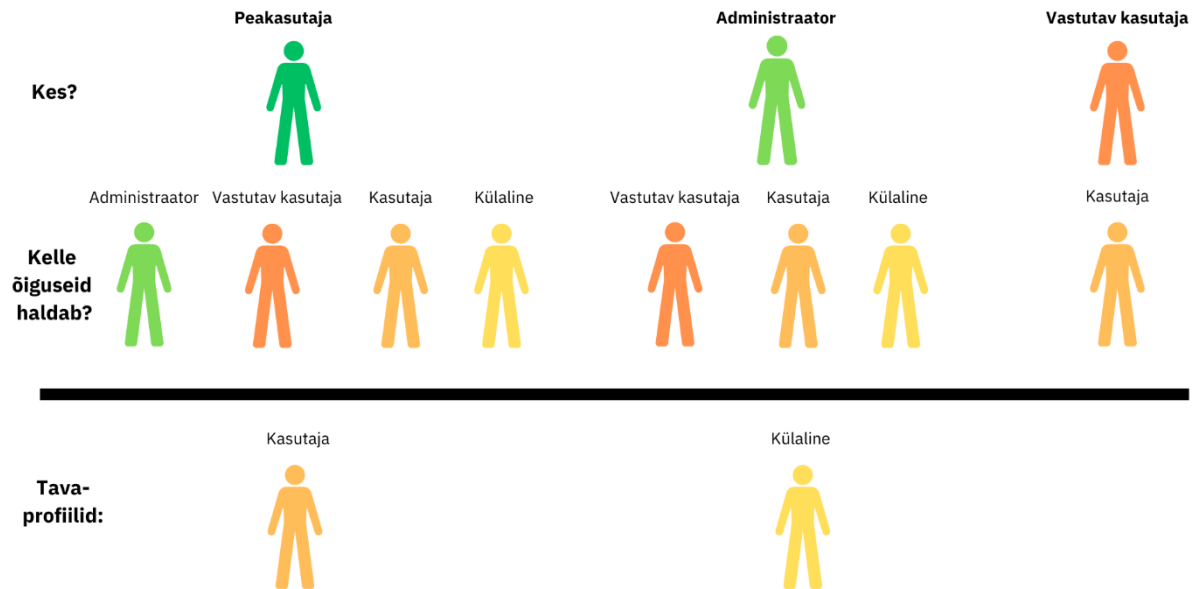 Peakasutaja
Administraator
Vastutav kasutaja
Kes?
Administraator
Vastutav kasutaja
Kasutaja
Külaline
Vastutav kasutaja
Kasutaja
Külaline
Kasutaja
Kelle
õiguseid
haldab?
Kasutaja
Külaline
Tava-
profiilid: